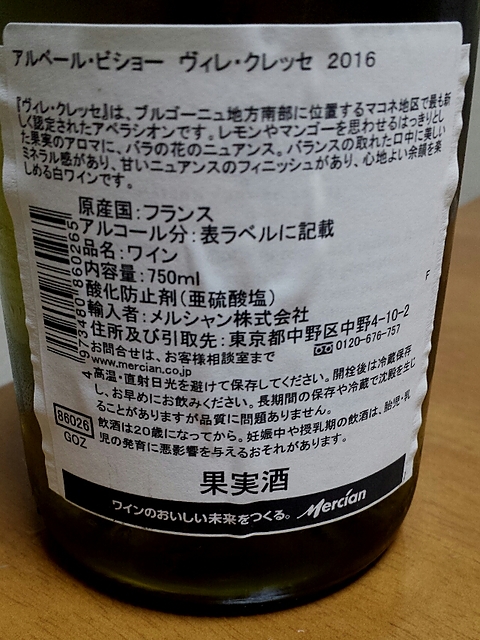 アルベール・ビショー ヴィレ・クレッセ 2016
『ヴィレ・クレッセ』は、ブルゴーニュ地方南部に位置するマコネ地区で最も新
しく認定されたアペラシオンです。レモンやマンゴーを思わせるはっきりとし
た果実のアロマに、バラの花のニュアンス。バランスの取れた口中に美しい
ミネラル感があり、甘いニュアンスのフィニッシュがあり、心地よい余韻を楽
しめる白ワインです。
原産国:フランス
アルコール分:表ラベルに記載
品名:ワイン
内容量:750ml
酸化防止剤(亜硫酸塩)
輸入者:メルシャン株式会社
住所及び引取先:東京都中野区中野4-10-2
お問合せは、お客様相談室まで 0120-676-757
www.mercian.co.jp
高温・直射日光を避けて保存してください。開栓後は冷蔵保存
し、お早めにお飲みください。長期間の保存や冷蔵で沈殿を生じ
ることがありますが品質に問題ありません。
飲酒は20歳になってから。妊娠中や授乳期の飲酒は、胎児・乳
児の発育に悪影響を与えるおそれがあります。
4 973480 860265
86026
GOZ
F
果実酒
ワインのおいしい未来をつくる。 Mercian